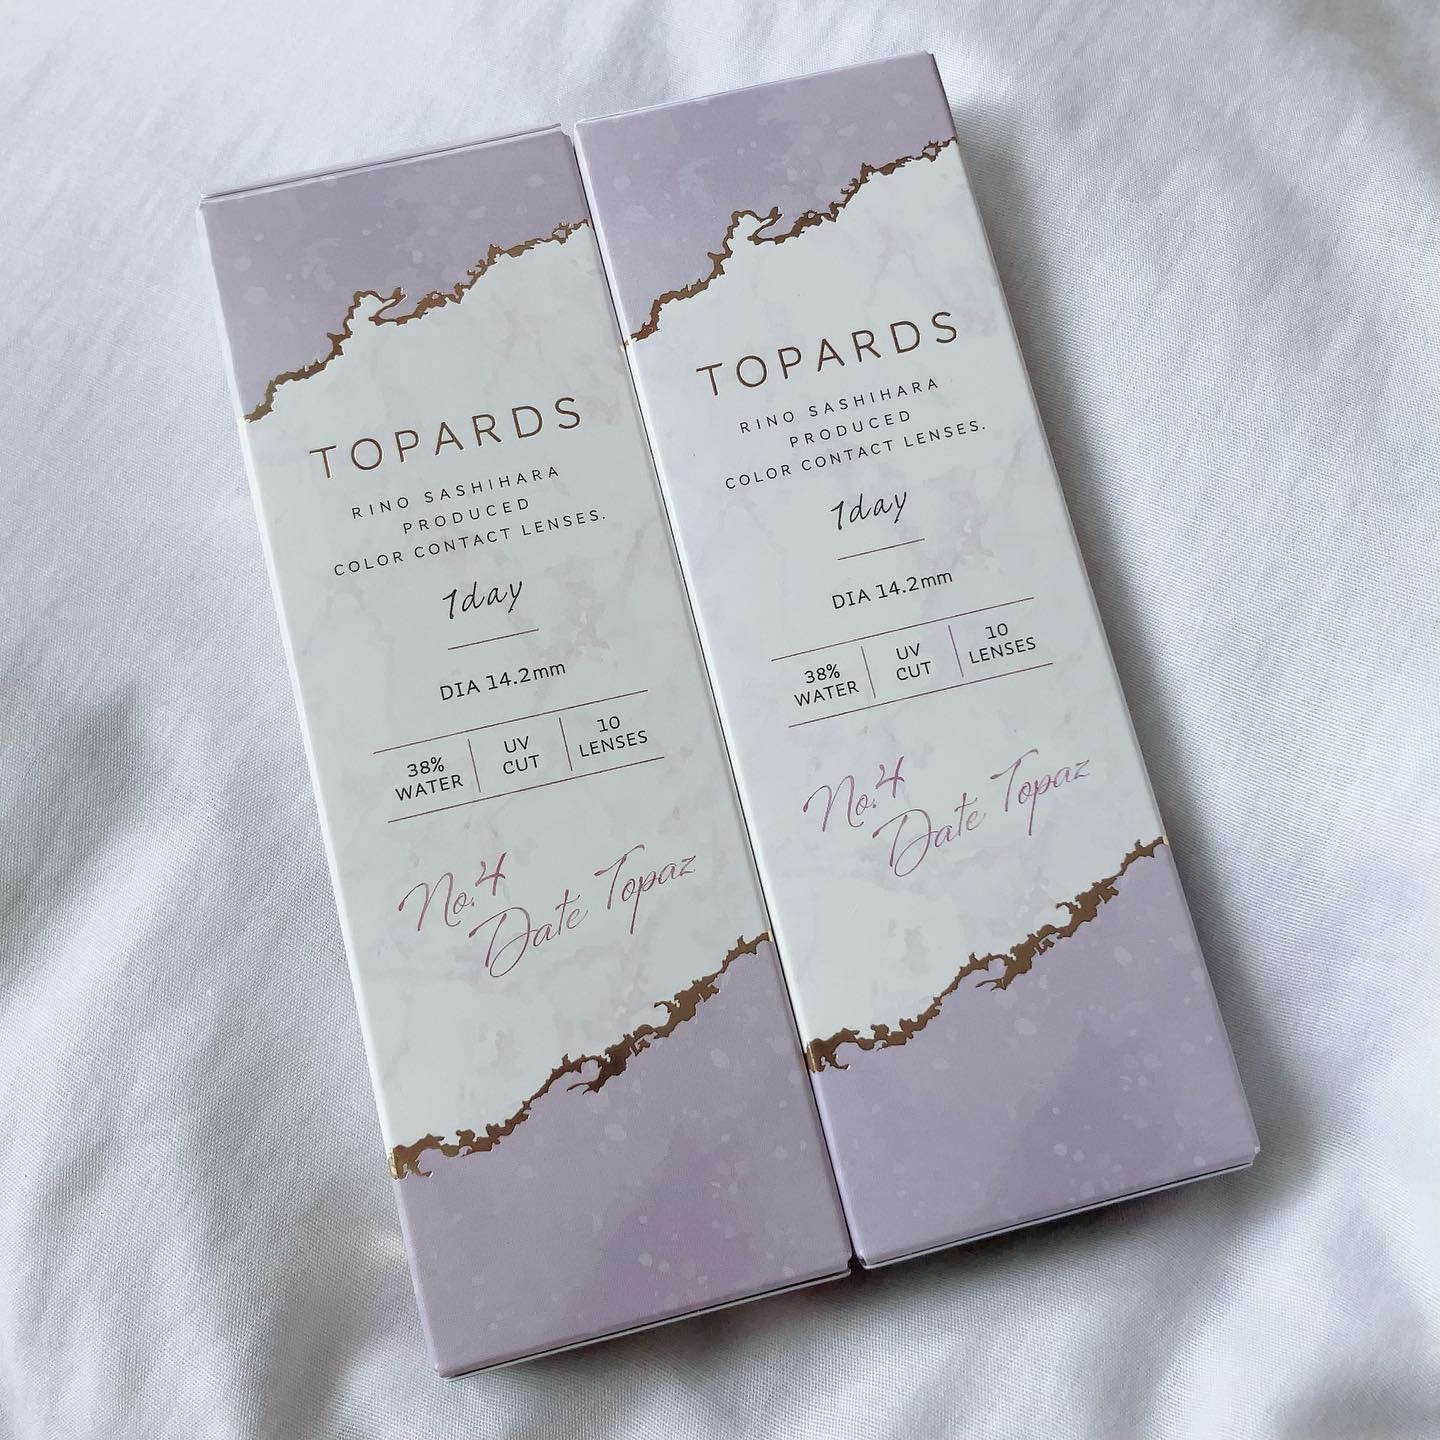 TOPARDS
RINO SASHIHARA
PRODUCED
COLOR CONTACT LENSES.
1day
DIA 14.2mm
38%
WATER
UV
CUT
10
LENSES
No.4
Date Topaz
TOPARDS
RINO SASHIHARA
PRODUCED
COLOR CONTACT LENSES.
1day
DIA 14.2mm
38%
WATER
UV
CUT
10
LENSES
No.4
Date Topaz